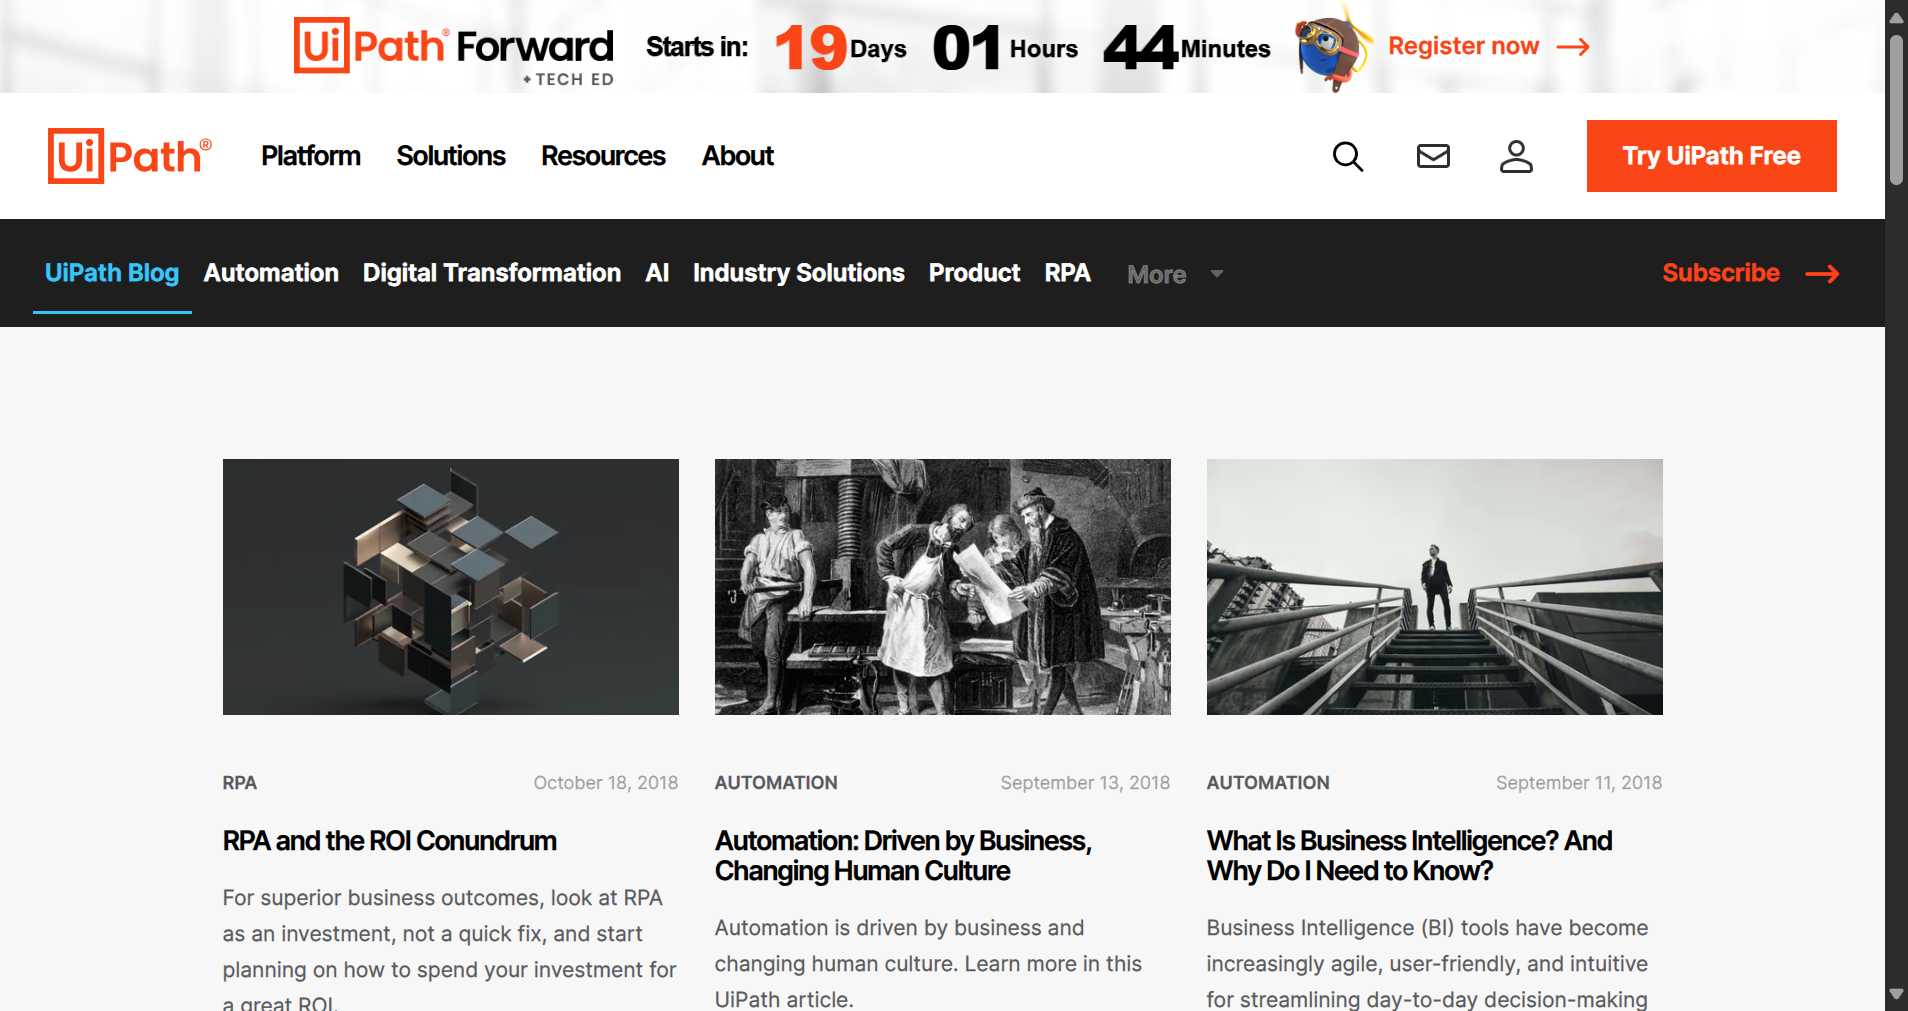 UiPath® Forward
+ TECH ED
Starts in: 19 Days 01 Hours 44 Minutes
Register now
UiPath®
Platform
Solutions
Resources
About
Try UiPath Free
UiPath Blog
Automation
Digital Transformation
AI
Industry Solutions
Product
RPA
More
Subscribe
RPA
October 18, 2018
RPA and the ROI Conundrum
For superior business outcomes, look at RPA
as an investment, not a quick fix, and start
planning on how to spend your investment for
a great ROI.
AUTOMATION
September 13, 2018
Automation: Driven by Business,
Changing Human Culture
Automation is driven by business and
changing human culture. Learn more in this
UiPath article.
AUTOMATION
September 11, 2018
What Is Business Intelligence? And
Why Do I Need to Know?
Business Intelligence (BI) tools have become
increasingly agile, user-friendly, and intuitive
for streamlining day-to-day decision-making